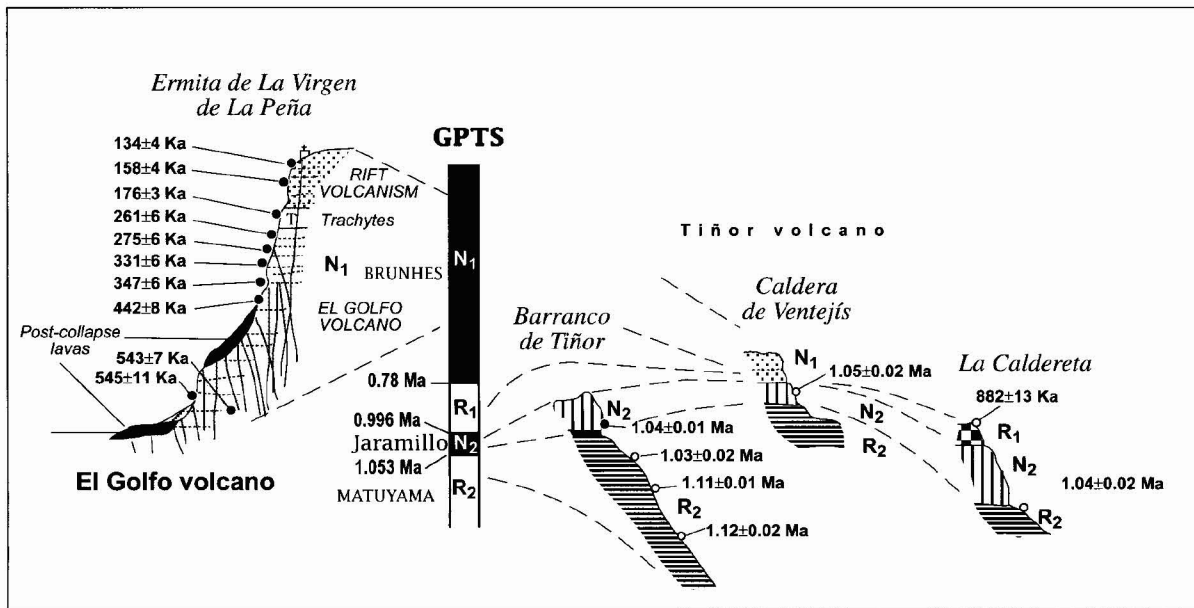 Ermita de La Virgen
de La Peña
134±4 Ka
158±4 Ka
176±3 Ka
261±6 Ka
275±6 Ka
331±6 Ka
347±6 Ka
442±8 Ka
Post-collapse
lavas
543±7 Ka
545±11 Ka
RIFT
VOLCANISM
T
Trachytes
N1
BRUNHES
EL GOLFO
VOLCANO
El Golfo volcano
GPTS
N1
0.78 Ma
R1
0.996 Ma
Jaramillo
N2
1.053 Ma
R2
MATUYAMA
Tiñor volcano
Barranco
de Tiñor
N2
1.04±0.01 Ma
1.03±0.02 Ma
1.11±0.01 Ma
R2
1.12±0.02 Ma
Caldera
de Ventejís
N1
1.05±0.02 Ma
N2
R2
La Caldereta
882±13 Ka
R1
N2
1.04±0.02 Ma
R2